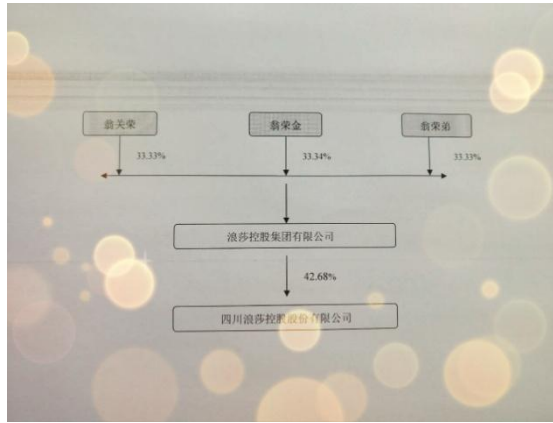 翁关荣
翁荣金
翁荣弟
33.33%
33.34%
33.33%
浪莎控股集团有限公司
42.68%
四川浪莎控股股份有限公司